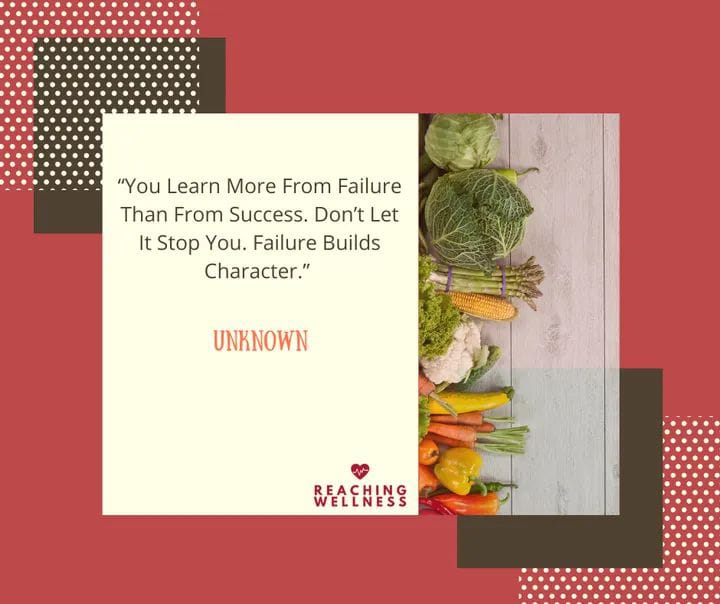 “You Learn More From Failure
Than From Success. Don’t Let
It Stop You. Failure Builds
Character.”
UNKNOWN
REACHING
WELLNESS